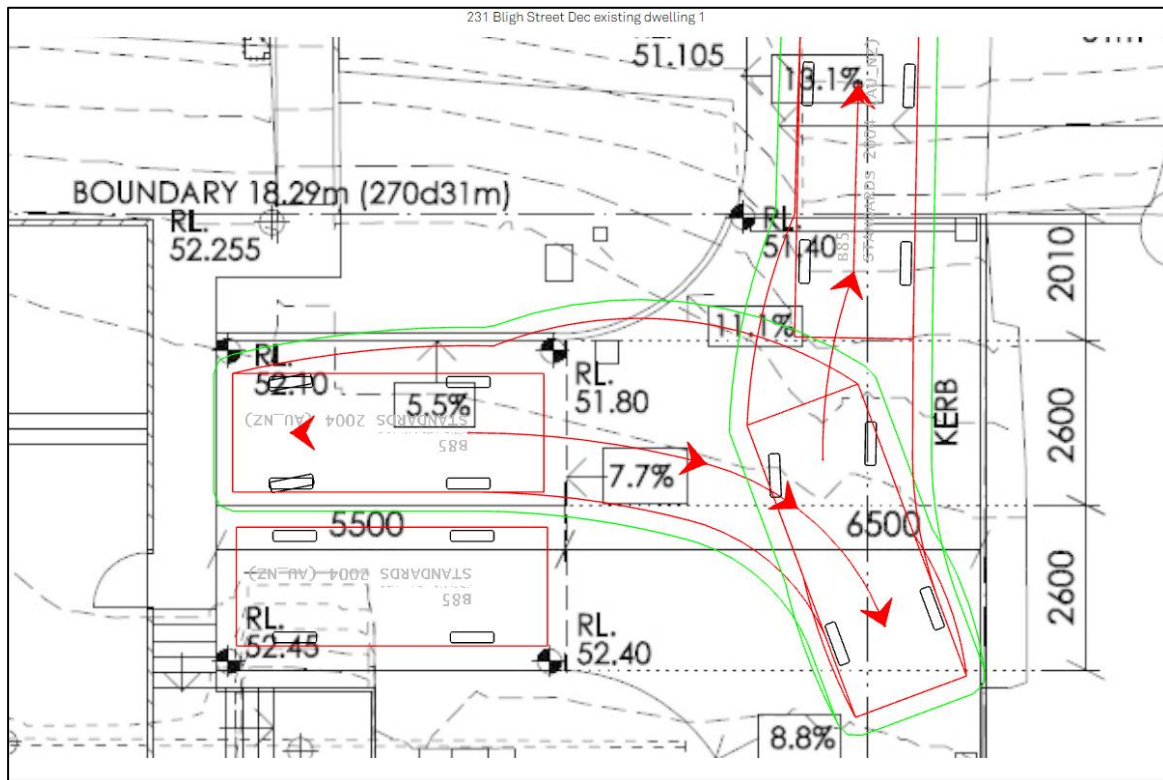 231 Bligh Street Dec existing dwelling 1
51.105
13.1%
BOUNDARY 18.29m (270d31m)
RL.
52.255
RL.
51.40
B85
STANDARDS 2004 (AU_NZ)
2010
11.1%
RL.
52.10
RL.
51.80
5.5%
STANDARDS 2004 (AU_NZ)
B85
KERB
2600
7.7%
5500
6500
STANDARDS 2004 (AU_NZ)
B85
2600
RL.
52.45
RL.
52.40
8.8%